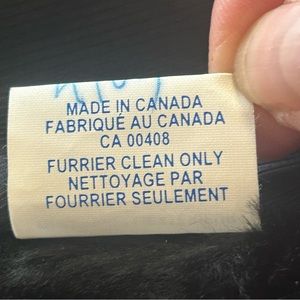 MADE IN CANADA
FABRIQUÉ AU CANADA
CA 00408
FURRIER CLEAN ONLY
NETTOYAGE PAR
FOURRIER SEULEMENT